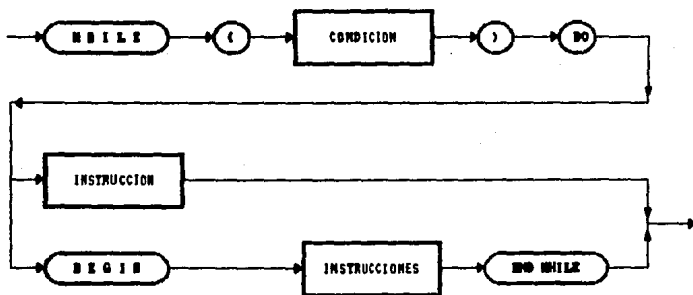 WHILE ( CONDICION ) DO
INSTRUCCION
BEGIN INSTRUCCIONES END WHILE